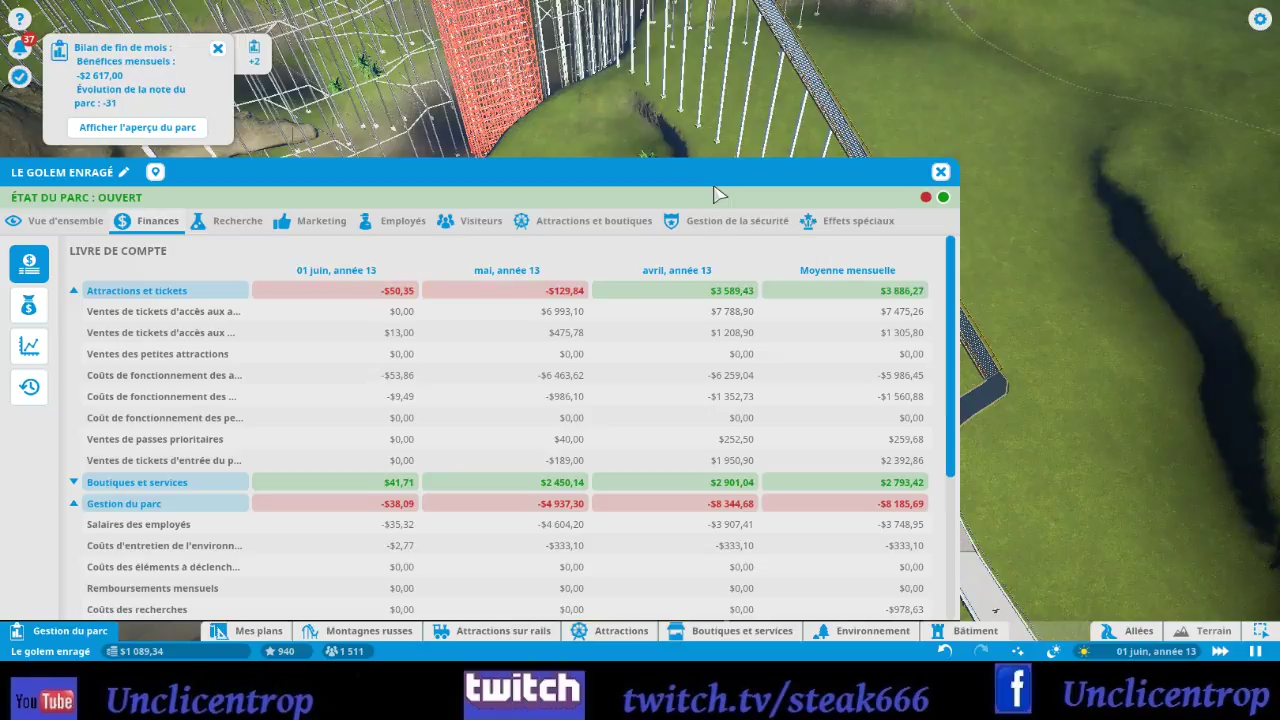 ?
37
Bilan de fin de mois :
Bénéfices mensuels :
-$2 617,00
Évolution de la note du
parc : -31
Afficher l'aperçu du parc
+2
LE GOLEM ENRAGÉ
ÉTAT DU PARC : OUVERT
Vue d'ensemble Finances Recherche Marketing Employés Visiteurs Attractions et boutiques Gestion de la sécurité Effets spéciaux
LIVRE DE COMPTE
01 juin, année 13 mai, année 13 avril, année 13 Moyenne mensuelle
Attractions et tickets -$50,35 -$129,84 $3 589,43 $3 886,27
Ventes de tickets d'accès aux a... $0,00 $6 993,10 $7 788,90 $7 475,26
Ventes de tickets d'accès aux ... $13,00 $475,78 $1 208,90 $1 305,80
Ventes des petites attractions $0,00 $0,00 $0,00 $0,00
Coûts de fonctionnement des a... -$53,86 -$6 463,62 -$6 259,04 -$5 986,45
Coûts de fonctionnement des ... -$9,49 -$986,10 -$1 352,73 -$1 560,88
Coût de fonctionnement des pe... $0,00 $0,00 $0,00 $0,00
Ventes de passes prioritaires $0,00 $40,00 $252,50 $259,68
Ventes de tickets d'entrée du p... $0,00 -$189,00 $1 950,90 $2 392,86
Boutiques et services $41,71 $2 450,14 $2 901,04 $2 793,42
Gestion du parc -$38,09 -$4 937,30 -$8 344,68 -$8 185,69
Salaires des employés -$35,32 -$4 604,20 -$3 907,41 -$3 748,95
Coûts d'entretien de l'environn... -$2,77 -$333,10 -$333,10 -$333,10
Coûts des éléments à déclench... $0,00 $0,00 $0,00 $0,00
Remboursements mensuels $0,00 $0,00 $0,00 $0,00
Coûts des recherches $0,00 $0,00 $0,00 -$978,63
Gestion du parc Mes plans Montagnes russes Attractions sur rails Attractions Boutiques et services Environnement Bâtiment Allées Terrain
Le golem enragé $1 089,34 940 1 511 01 juin, année 13
YouTube Unclicentrop twitch twitch.tv/steak666 f Unclicentrop